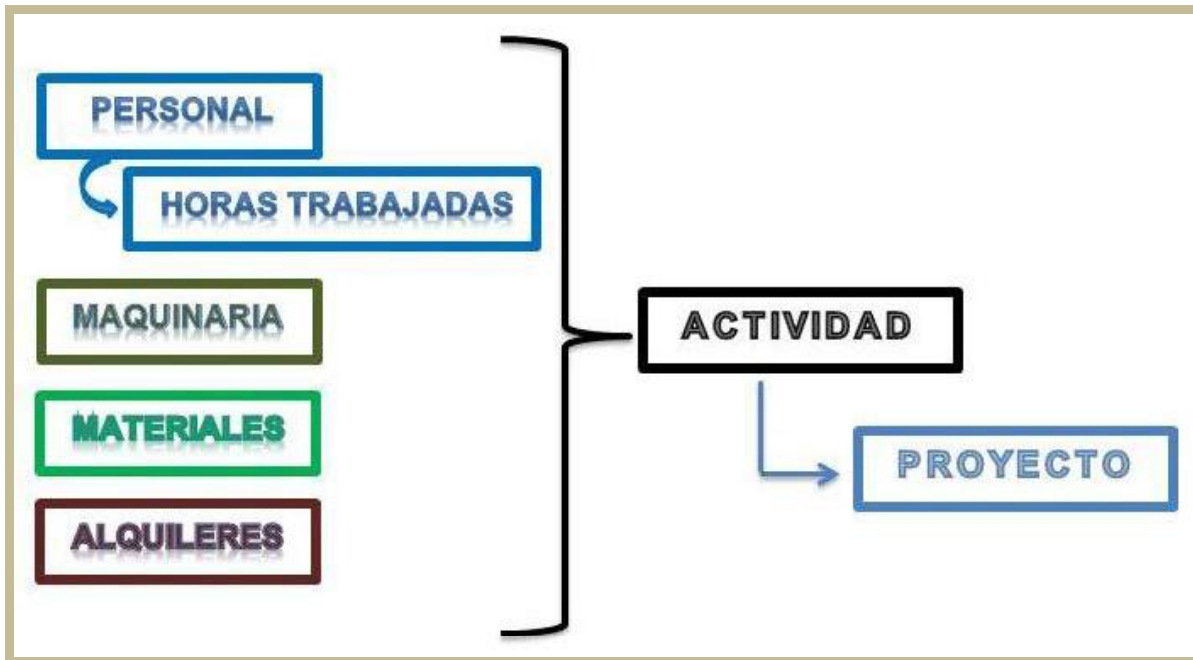 PERSONAL
HORAS TRABAJADAS
MAQUINARIA
MATERIALES
ALQUILERES
ACTIVIDAD
PROYECTO